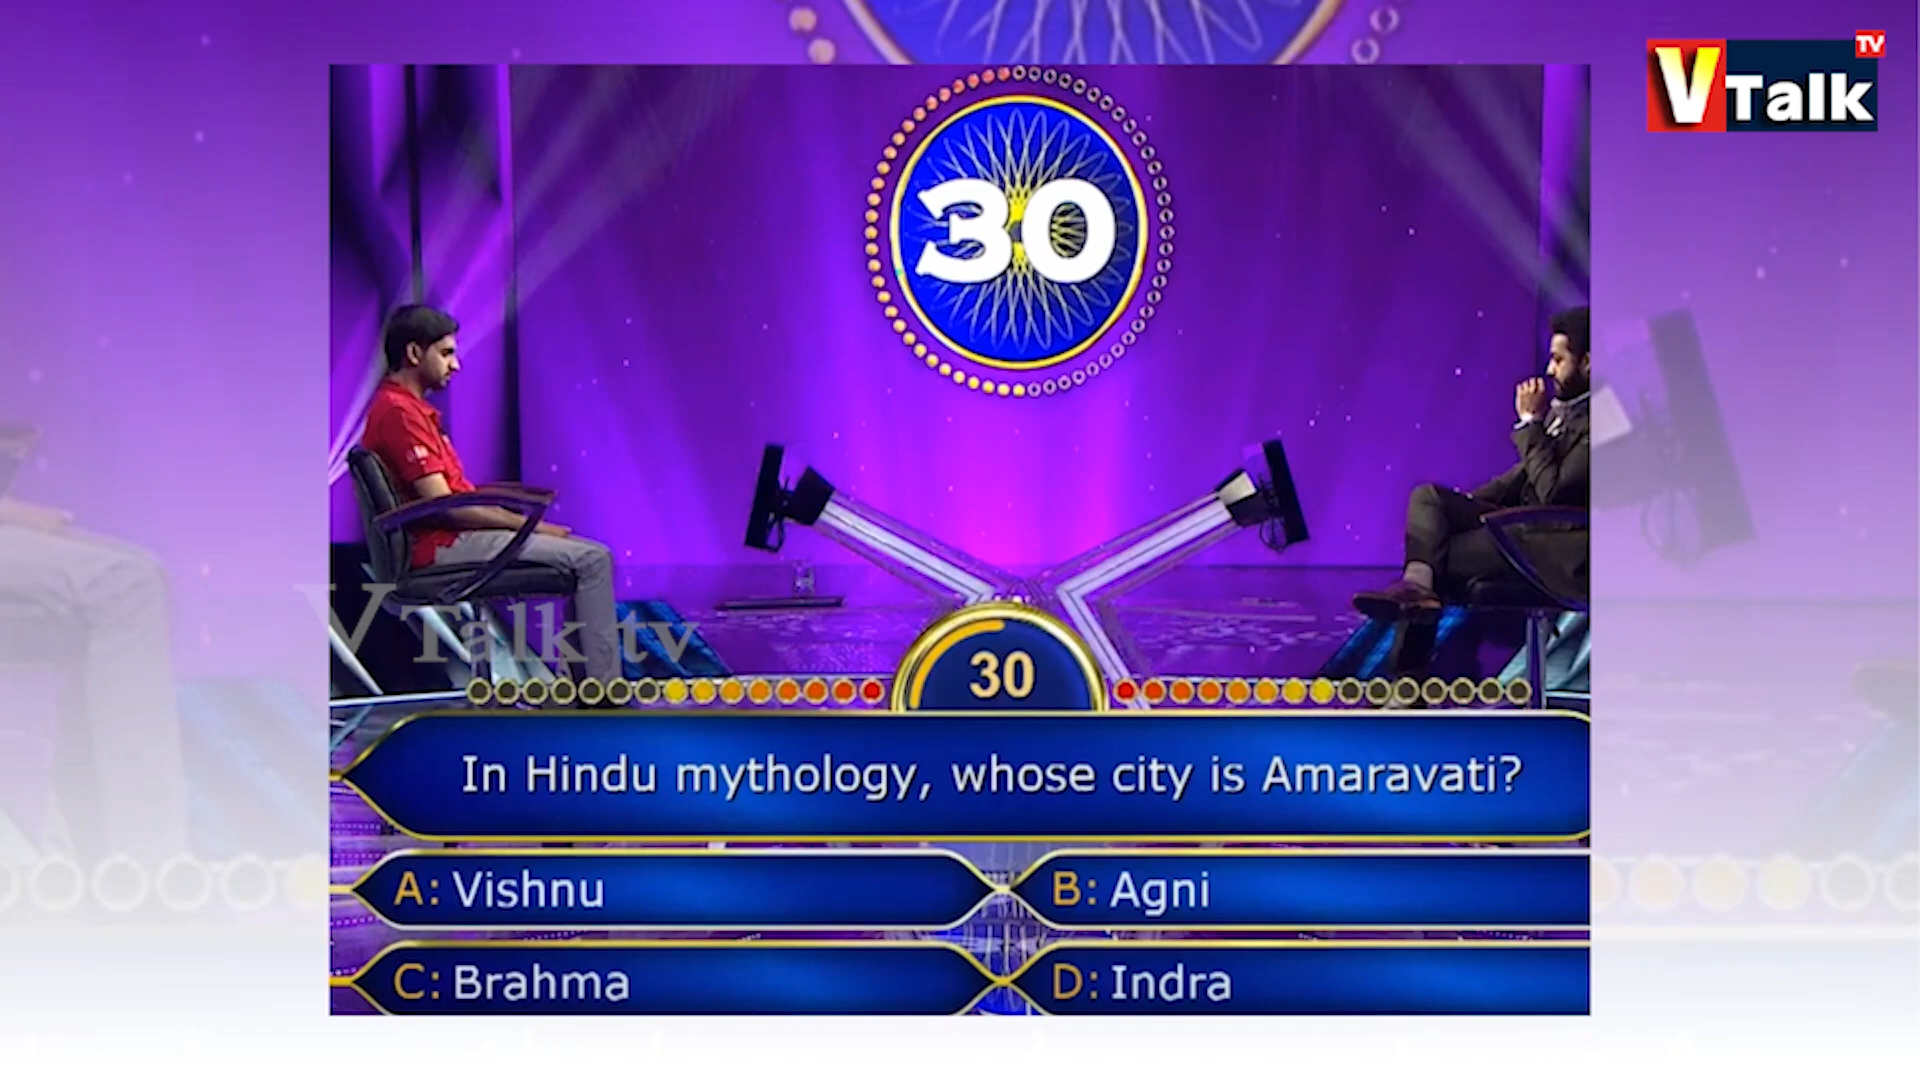 V Talk TV
30
V Talk tv
30
In Hindu mythology, whose city is Amaravati?
A: Vishnu
B: Agni
C: Brahma
D: Indra